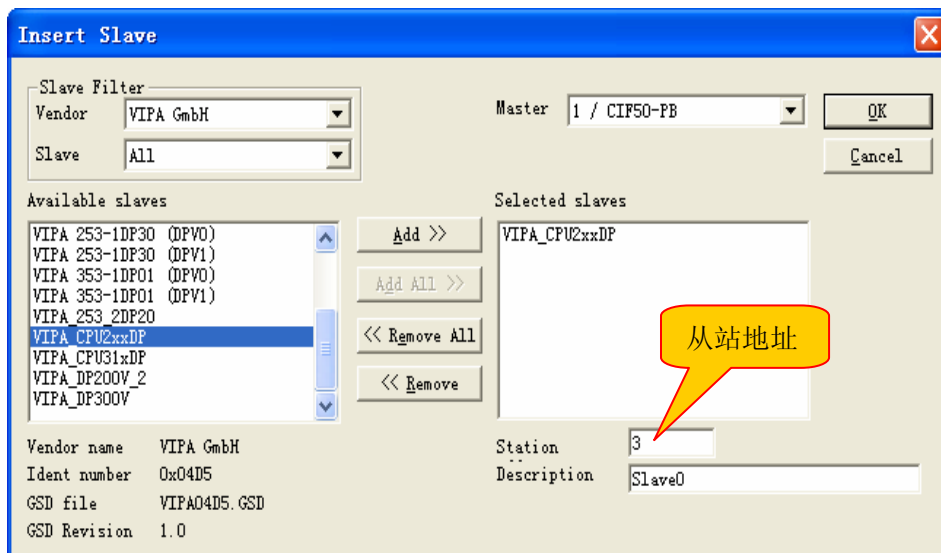 Insert Slave
Slave Filter
Vendor VIPA GmbH
Slave All
Master 1 / CIF50-PB
OK
Cancel
Available slaves
VIPA 253-1DP30 (DPV0)
VIPA 253-1DP30 (DPV1)
VIPA 353-1DP01 (DPV0)
VIPA 353-1DP01 (DPV1)
VIPA_253_2DP20
VIPA_CPU2xxDP
VIPA_CPU31xDP
VIPA_DP200V_2
VIPA_DP300V
Add >>
Add All >>
<< Remove All
<< Remove
Selected slaves
VIPA_CPU2xxDP
从站地址
Station 3
Description Slave0
Vendor name VIPA GmbH
Ident number 0x04D5
GSD file VIPA04D5.GSD
GSD Revision 1.0